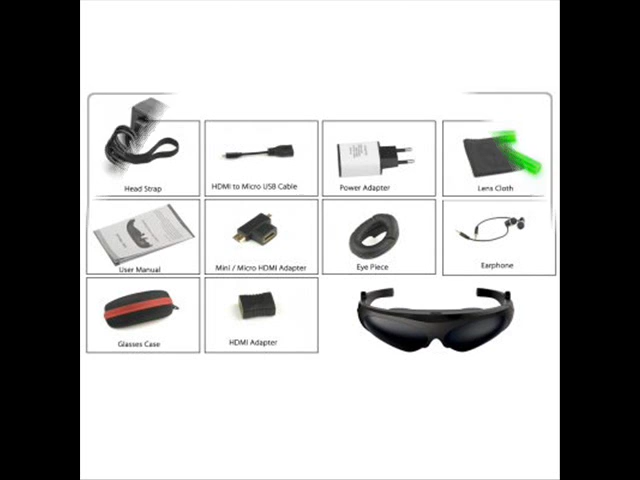 Head Strap
HDMI to Micro USB Cable
Power Adapter
Lens Cloth
User Manual
Mini / Micro HDMI Adapter
Eye Piece
Earphone
Glasses Case
HDMI Adapter